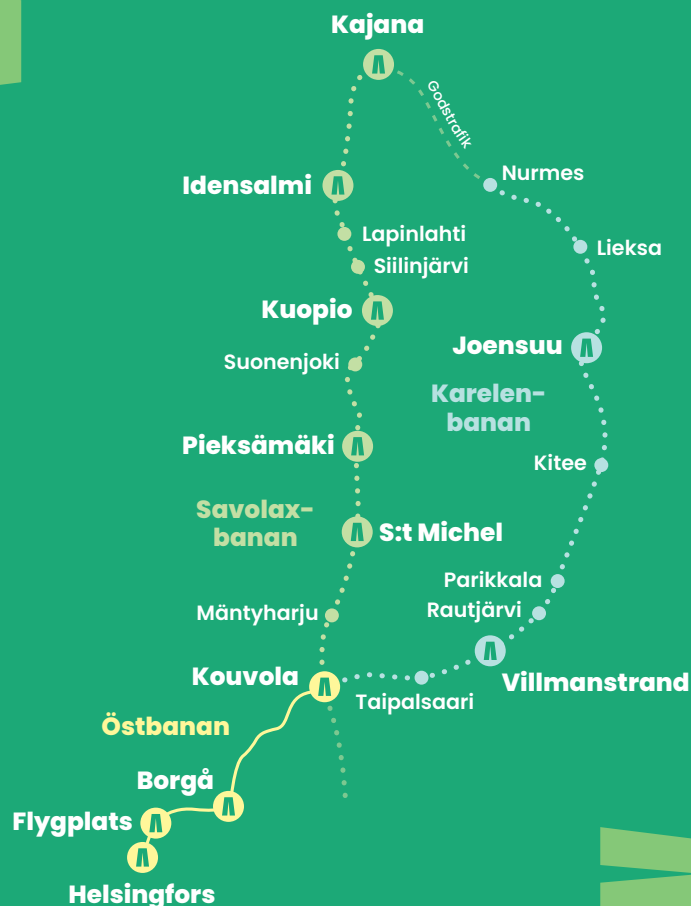 Kajana
Godstrafik
Nurmes
Idensalmi
Lapinlahti
Lieksa
Siilinjärvi
Kuopio
Joensuu
Suonenjoki
Karelen-
banan
Pieksämäki
Kitee
Savolax-
banan
S:t Michel
Parikkala
Mäntyharju
Rautjärvi
Kouvola
Villmanstrand
Taipalsaari
Östbanan
Borgå
Flygplats
Helsingfors